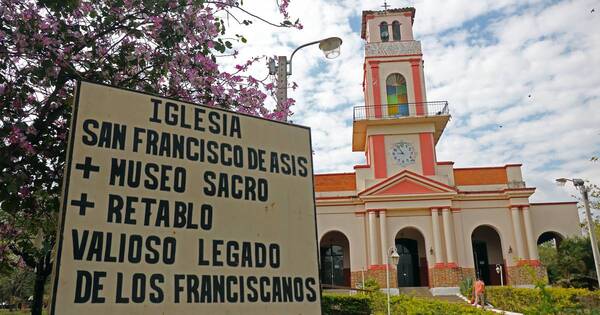 IGLESIA
SAN FRANCISCO DE ASIS
+ MUSEO SACRO
+ RETABLO
VALIOSO LEGADO
DE LOS FRANCISCANOS